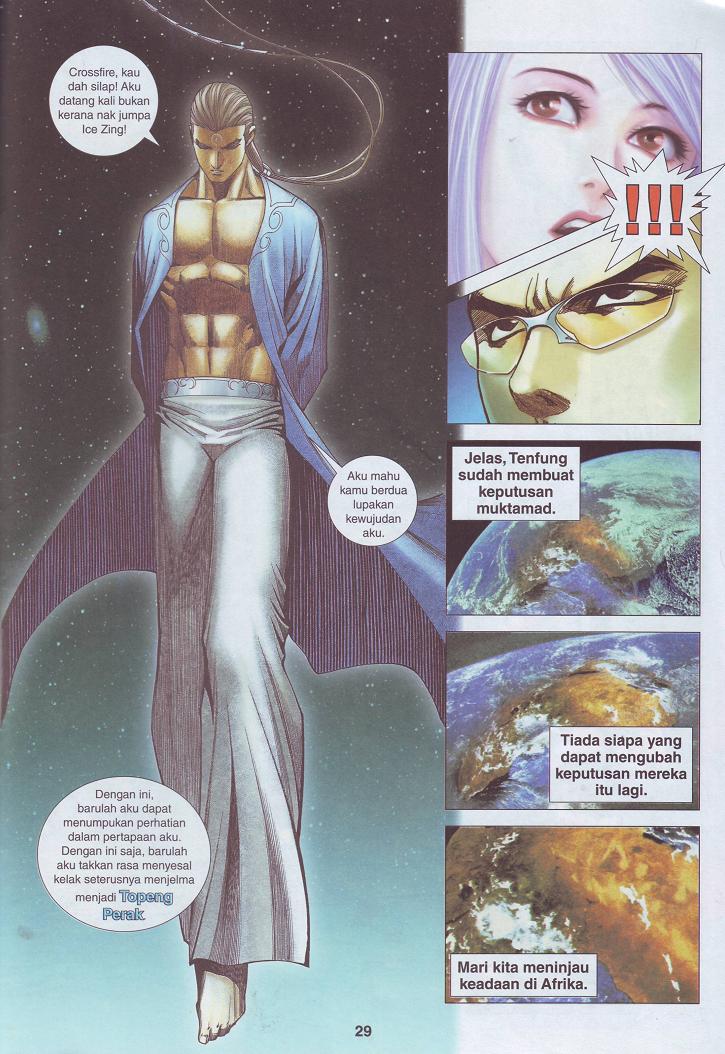 Crossfire, kau
dah silap! Aku
datang kali bukan
kerana nak jumpa
Ice Zing!
!!!
Aku mahu
kamu berdua
lupakan
kewujudan
aku.
Jelas, Tenfung
sudah membuat
keputusan
muktamad.
Tiada siapa yang
dapat mengubah
keputusan mereka
itu lagi.
Dengan ini,
barulah aku dapat
menumpukan perhatian
dalam pertapaan aku.
Dengan ini saja, barulah
aku takkan rasa menyesal
kelak seterusnya menjelma
menjadi Topeng
Perak
Mari kita meninjau
keadaan di Afrika.
29